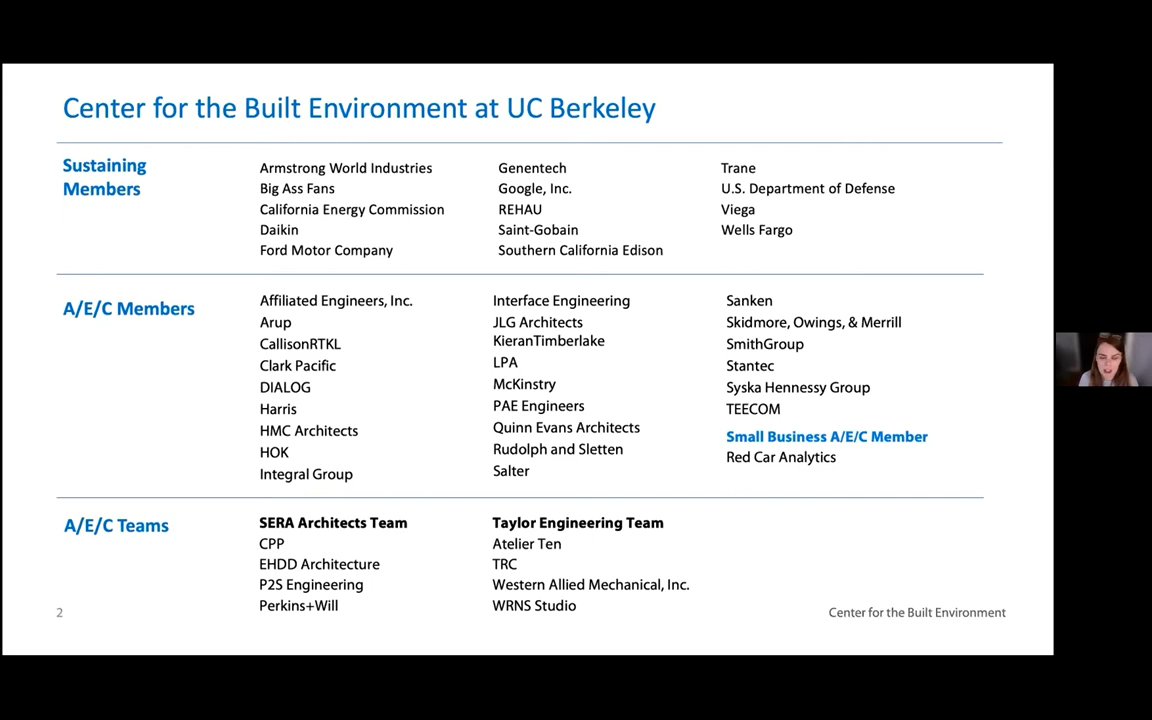 Center for the Built Environment at UC Berkeley
Sustaining
Members
Armstrong World Industries
Big Ass Fans
California Energy Commission
Daikin
Ford Motor Company
Genentech
Google, Inc.
REHAU
Saint-Gobain
Southern California Edison
Trane
U.S. Department of Defense
Viega
Wells Fargo
A/E/C Members
Affiliated Engineers, Inc.
Arup
CallisonRTKL
Clark Pacific
DIALOG
Harris
HMC Architects
HOK
Integral Group
Interface Engineering
JLG Architects
KieranTimberlake
LPA
McKinstry
PAE Engineers
Quinn Evans Architects
Rudolph and Sletten
Salter
Sanken
Skidmore, Owings, & Merrill
SmithGroup
Stantec
Syska Hennessy Group
TEECOM
Small Business A/E/C Member
Red Car Analytics
A/E/C Teams
SERA Architects Team
CPP
EHDD Architecture
P2S Engineering
Perkins+Will
Taylor Engineering Team
Atelier Ten
TRC
Western Allied Mechanical, Inc.
WRNS Studio
2
Center for the Built Environment